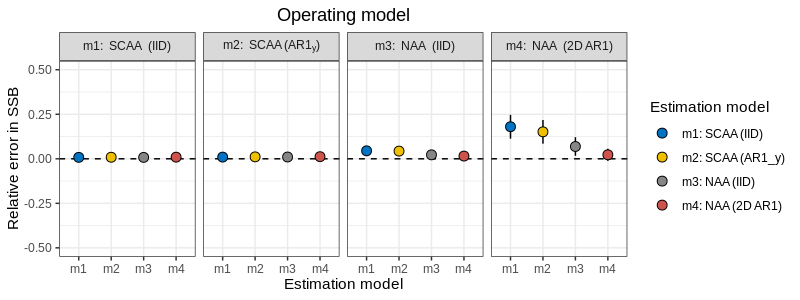 Operating model
m1: SCAA (IID)
m2: SCAA (AR1y)
m3: NAA (IID)
m4: NAA (2D AR1)
Relative error in SSB
0.50
0.25
0.00
-0.25
-0.50
m1 m2 m3 m4
m1 m2 m3 m4
m1 m2 m3 m4
m1 m2 m3 m4
Estimation model
Estimation model
m1: SCAA (IID)
m2: SCAA (AR1_y)
m3: NAA (IID)
m4: NAA (2D AR1)